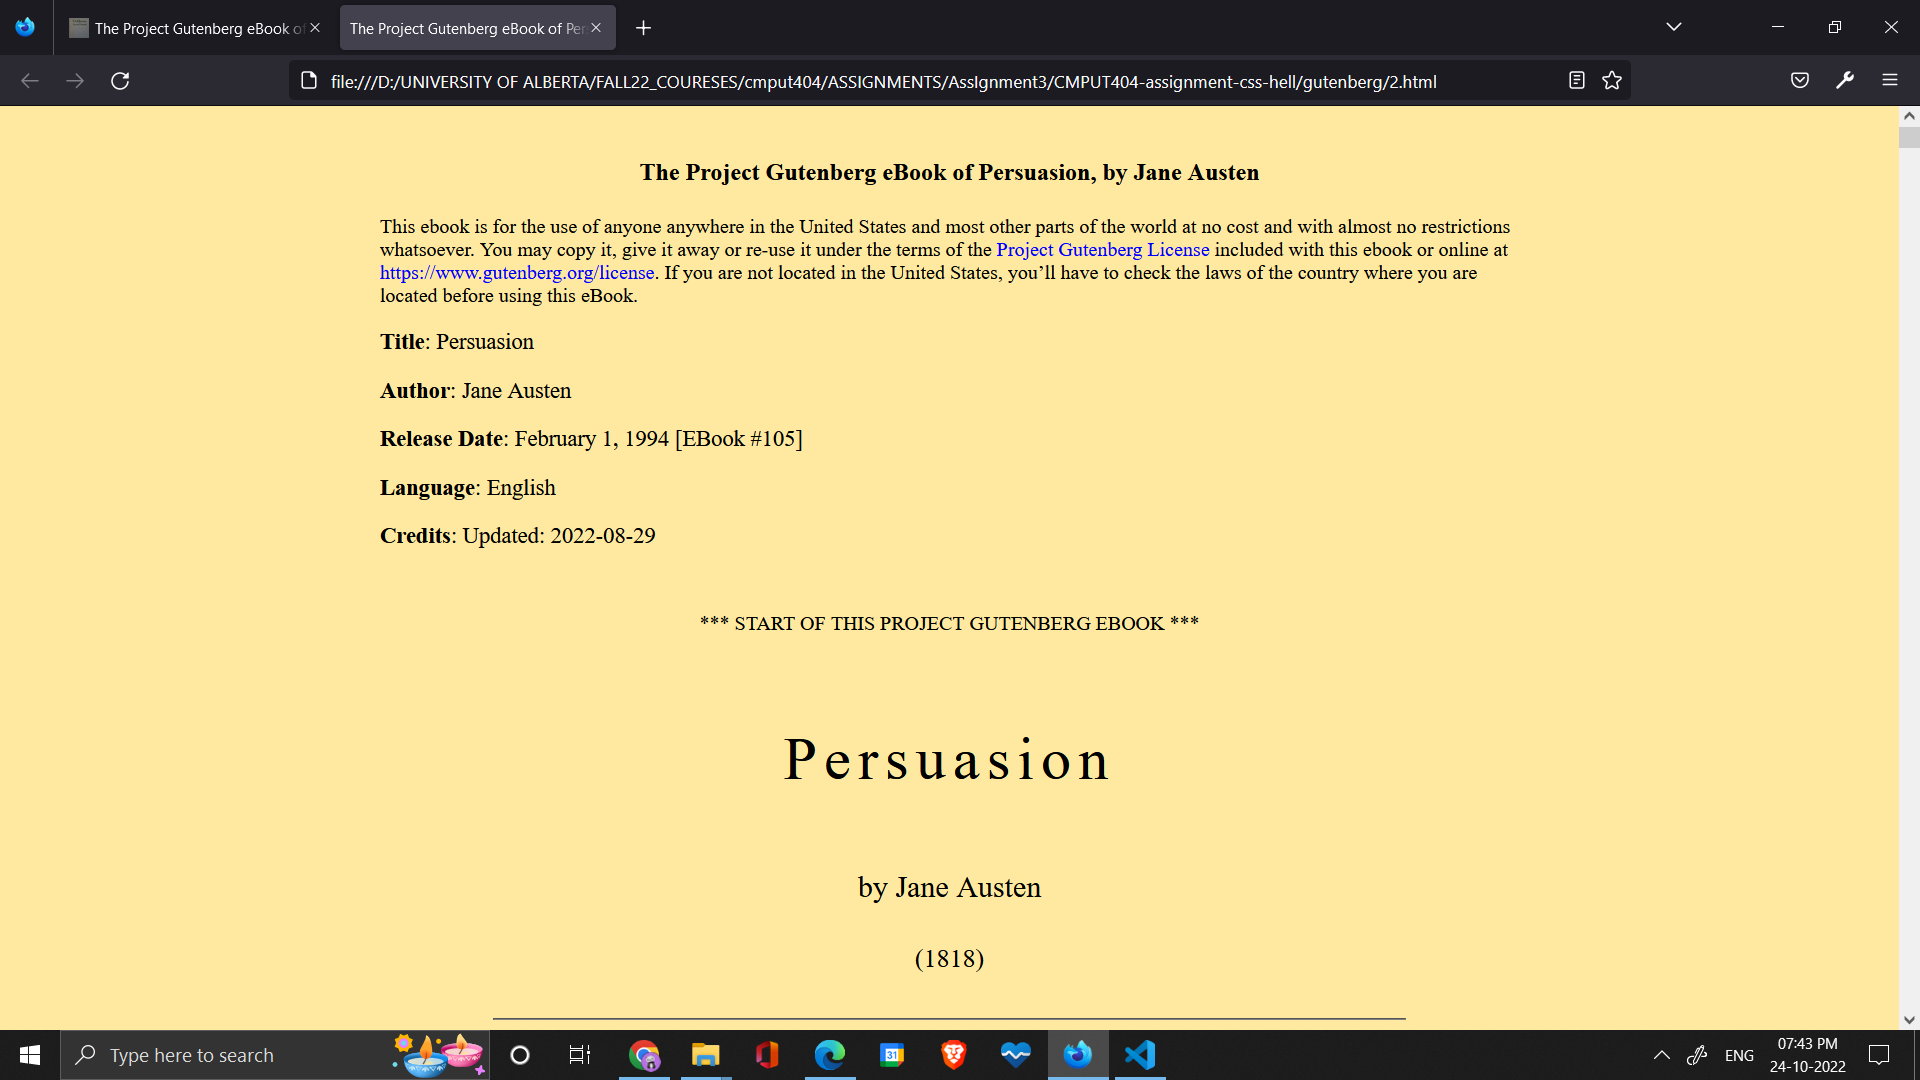 The Project Gutenberg eBook of
The Project Gutenberg eBook of Per
file:///D:/UNIVERSITY OF ALBERTA/FALL22_COURESES/cmput404/ASSIGNMENTS/AssIgnment3/CMPUT404-assignment-css-hell/gutenberg/2.html
The Project Gutenberg eBook of Persuasion, by Jane Austen
This ebook is for the use of anyone anywhere in the United States and most other parts of the world at no cost and with almost no restrictions
whatsoever. You may copy it, give it away or re-use it under the terms of the Project Gutenberg License included with this ebook or online at
https://www.gutenberg.org/license. If you are not located in the United States, you’ll have to check the laws of the country where you are
located before using this eBook.
Title: Persuasion
Author: Jane Austen
Release Date: February 1, 1994 [EBook #105]
Language: English
Credits: Updated: 2022-08-29
*** START OF THIS PROJECT GUTENBERG EBOOK ***
Persuasion
by Jane Austen
(1818)
Type here to search
31
ENG
07:43 PM
24-10-2022